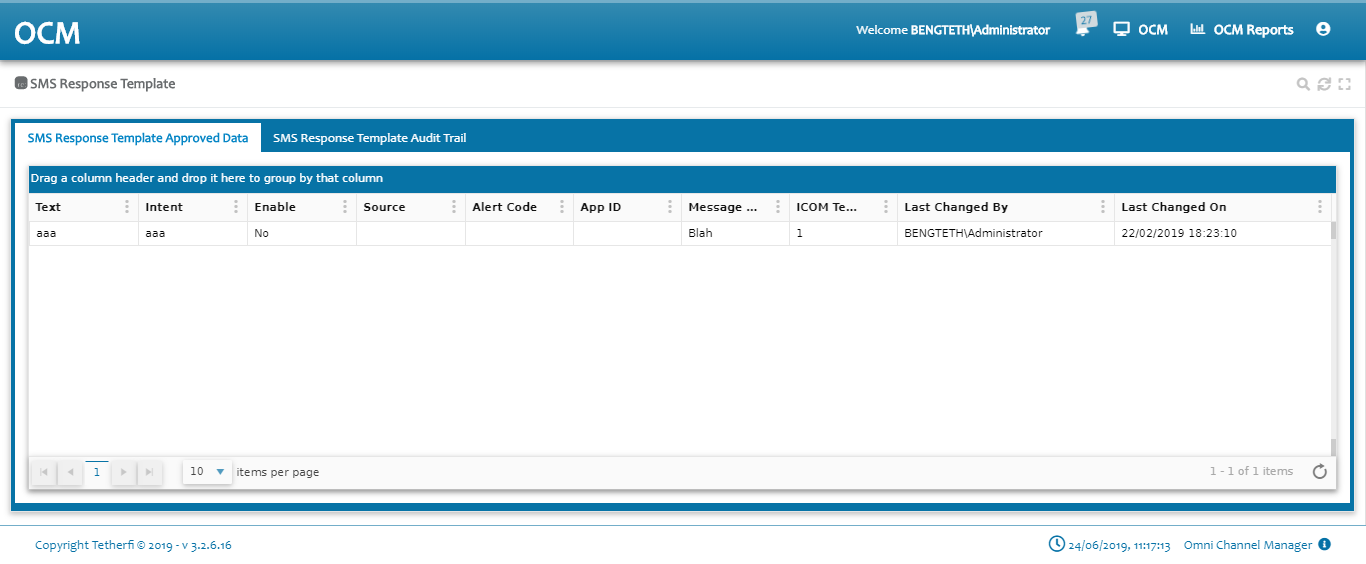 OCM
Welcome BENGTETH\Administrator
27
OCM
OCM Reports
SMS Response Template
SMS Response Template Approved Data
SMS Response Template Audit Trail
Drag a column header and drop it here to group by that column
Text Intent Enable Source Alert Code App ID Message ... ICOM Te... Last Changed By Last Changed On
aaa aaa No Blah 1 BENGTETH\Administrator 22/02/2019 18:23:10
1 10 items per page 1 - 1 of 1 items
Copyright Tetherfi © 2019 - v 3.2.6.16 24/06/2019, 11:17:13 Omni Channel Manager